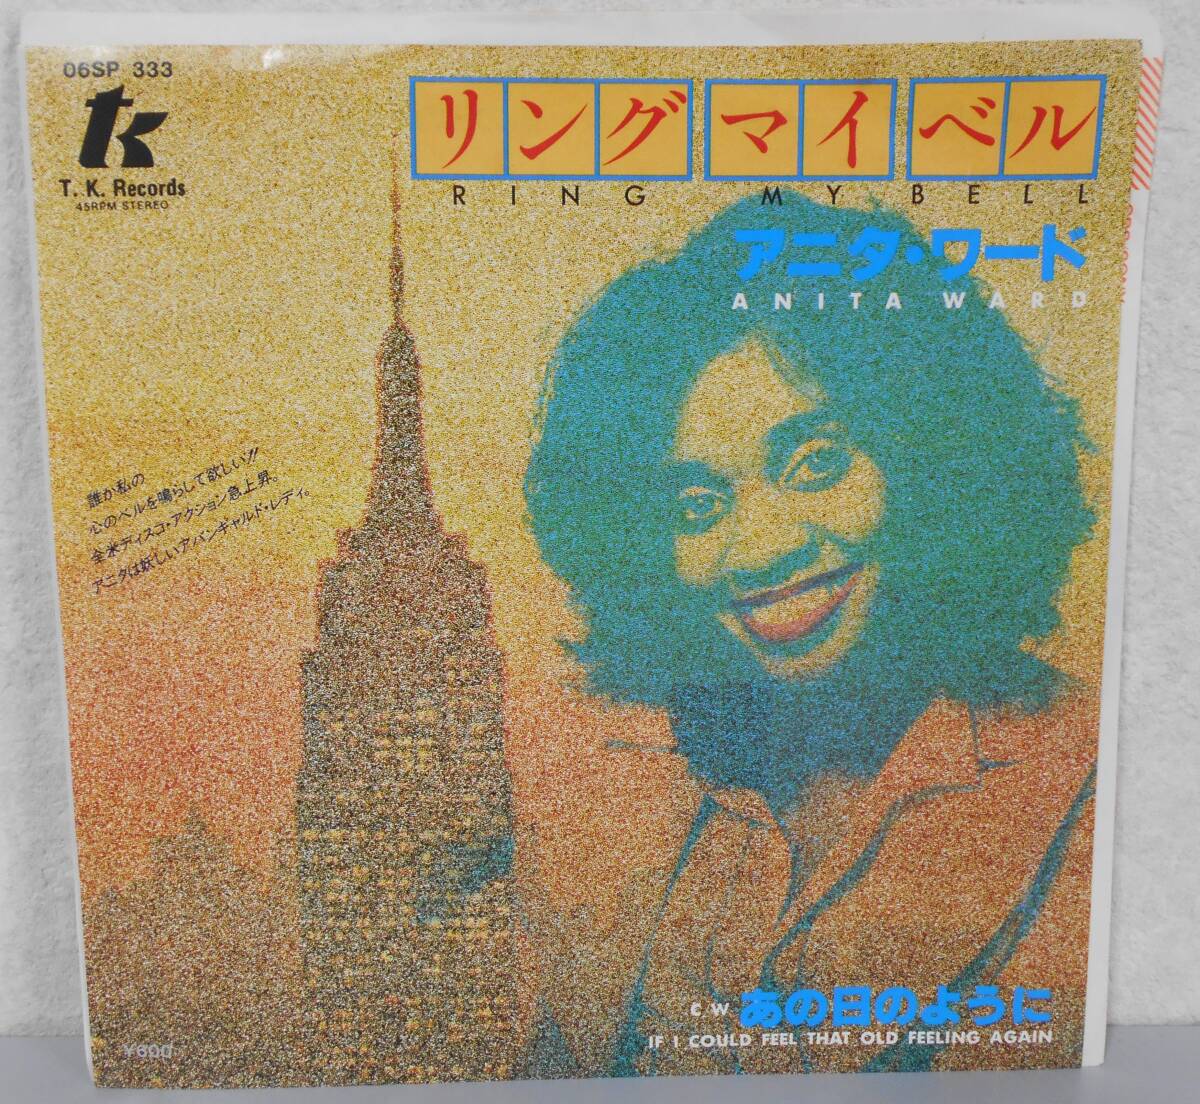 06SP 333
tk
T. K. Records
45RPM STEREO
リング マイ ベル
RING MY BELL
アニタ・ワード
ANITA WARD
誰か私の
心のベルを鳴らして欲しい!!
全米ディスコ・アクション急上昇。
アニタは妖しいアバンギャルド・レディ。
c/w あの日のように
IF I COULD FEEL THAT OLD FEELING AGAIN
¥600